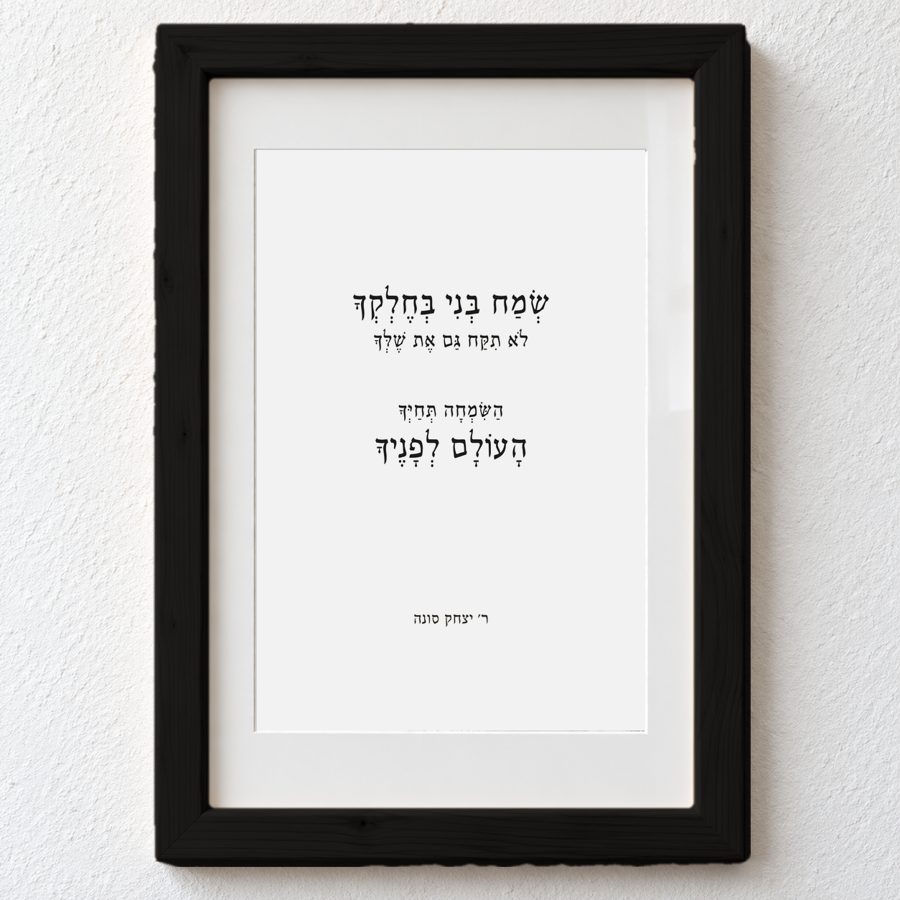 שְׂמַח בְּנִי בְּחֶלְקְךָ
לֹא תִקַּח גַּם אֶת שֶׁלְּךָ
הַשִּׂמְחָה תְּחַיְּךָ
הָעוֹלָם לְפָנֶיךָ
ר׳ יצחק סונה